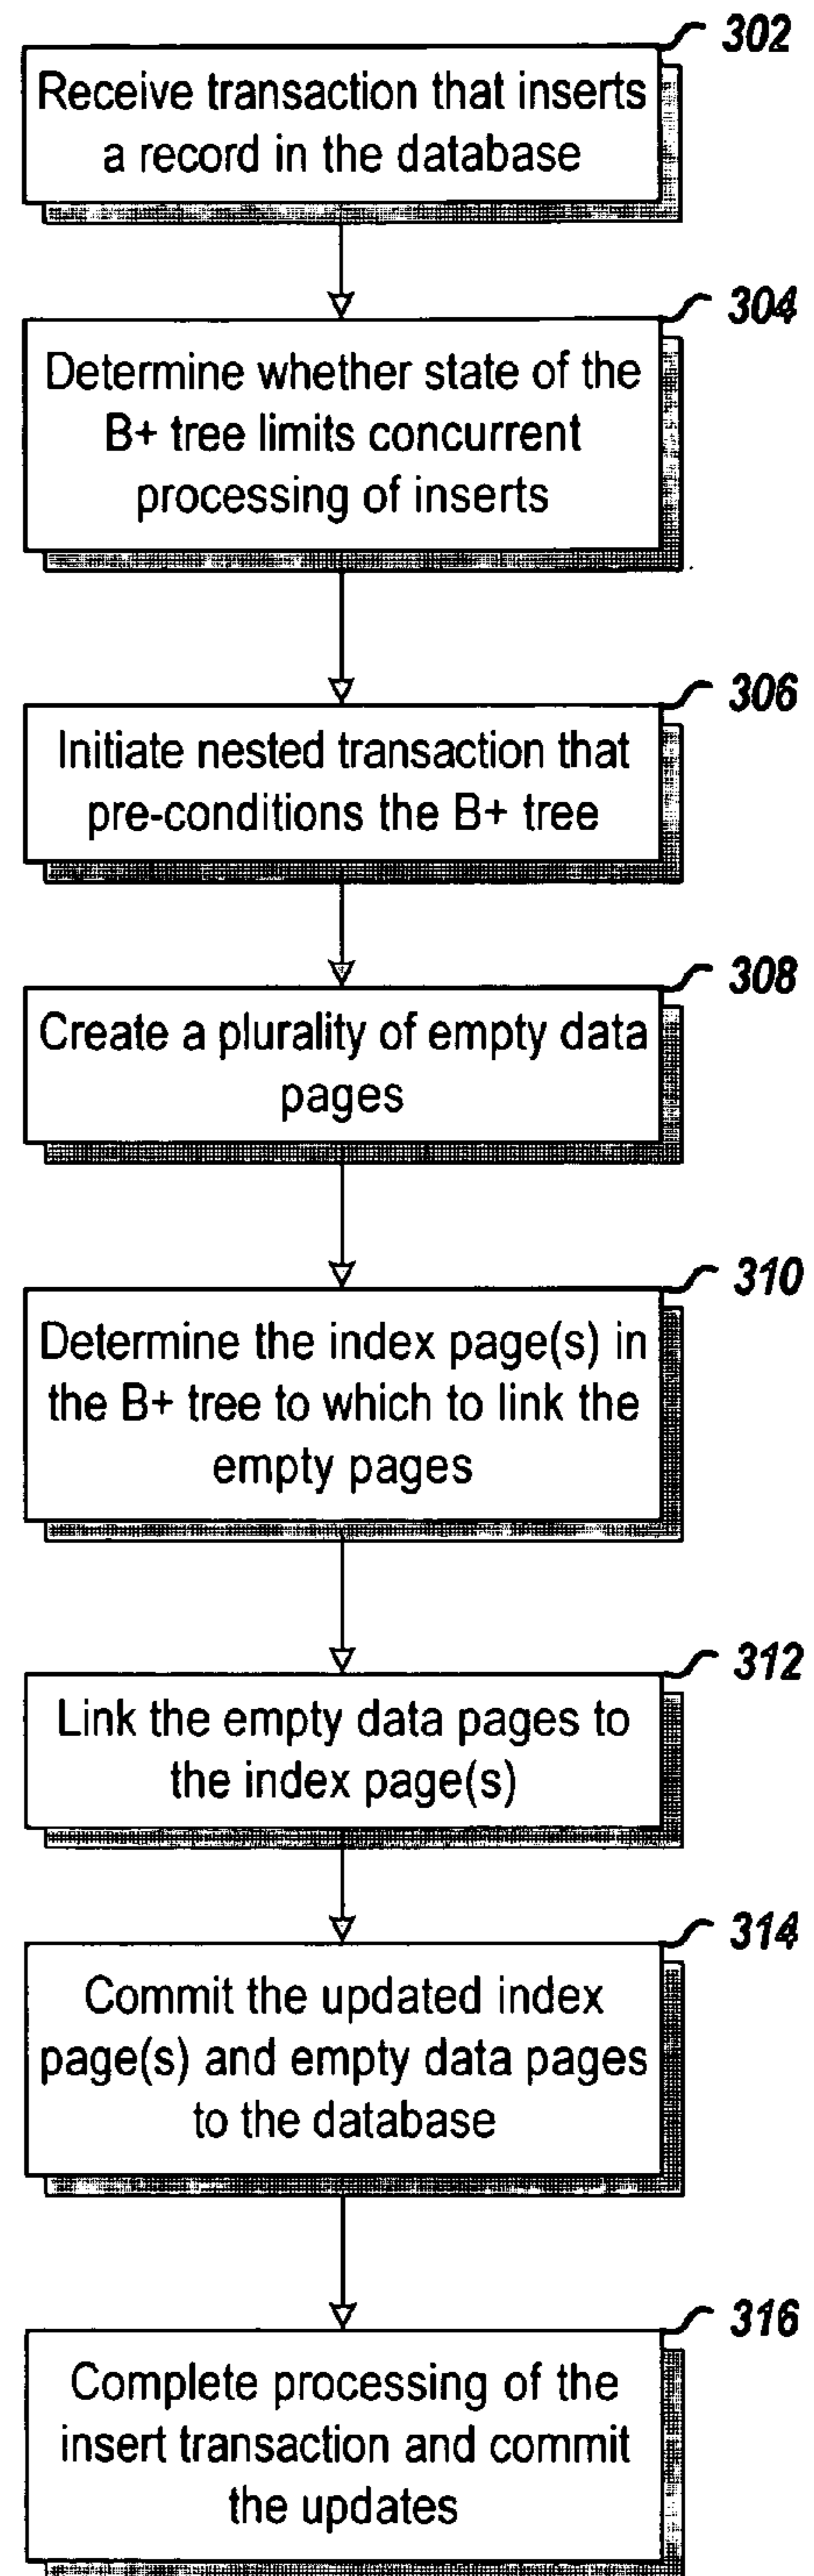 302
Receive transaction that inserts
a record in the database
304
Determine whether state of the
B+ tree limits concurrent
processing of inserts
306
Initiate nested transaction that
pre-conditions the B+ tree
308
Create a plurality of empty data
pages
310
Determine the index page(s) in
the B+ tree to which to link the
empty pages
312
Link the empty data pages to
the index page(s)
314
Commit the updated index
page(s) and empty data pages
to the database
316
Complete processing of the
insert transaction and commit
the updates